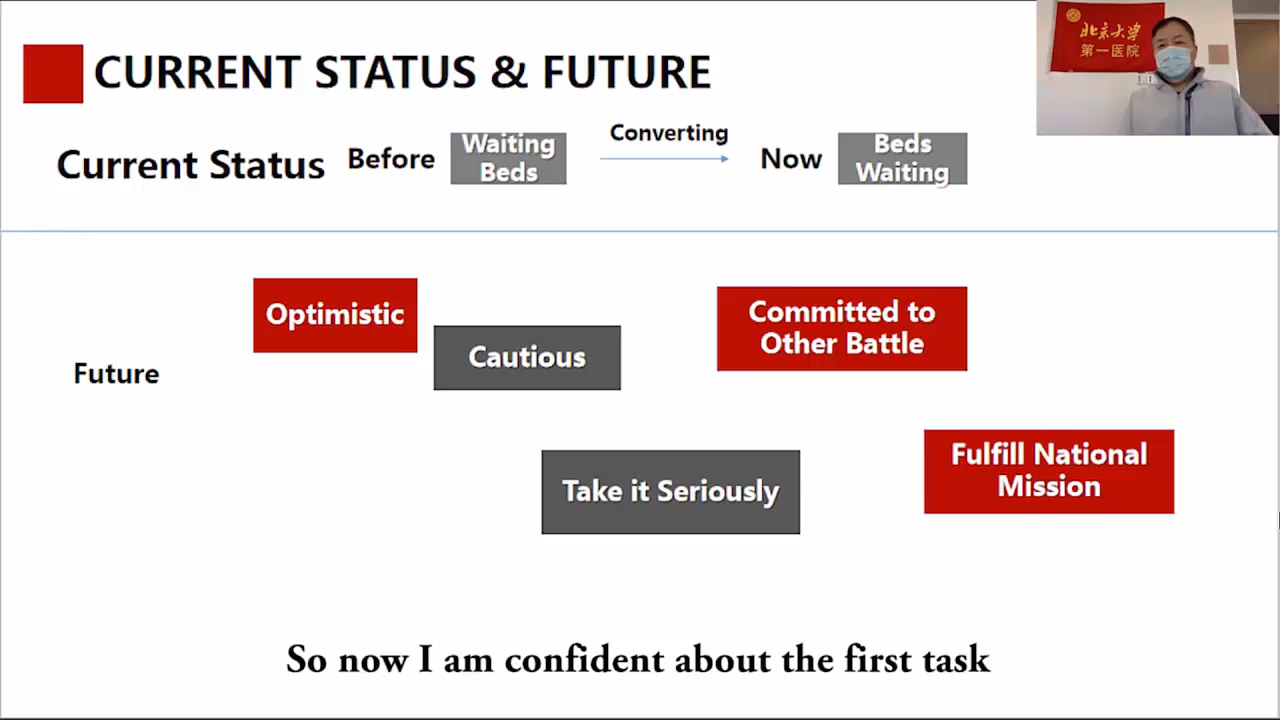 CURRENT STATUS & FUTURE
北京大学
第一医院
Current Status
Before
Waiting
Beds
Converting
Now
Beds
Waiting
Optimistic
Cautious
Committed to
Other Battle
Future
Fulfill National
Mission
Take it Seriously
So now I am confident about the first task